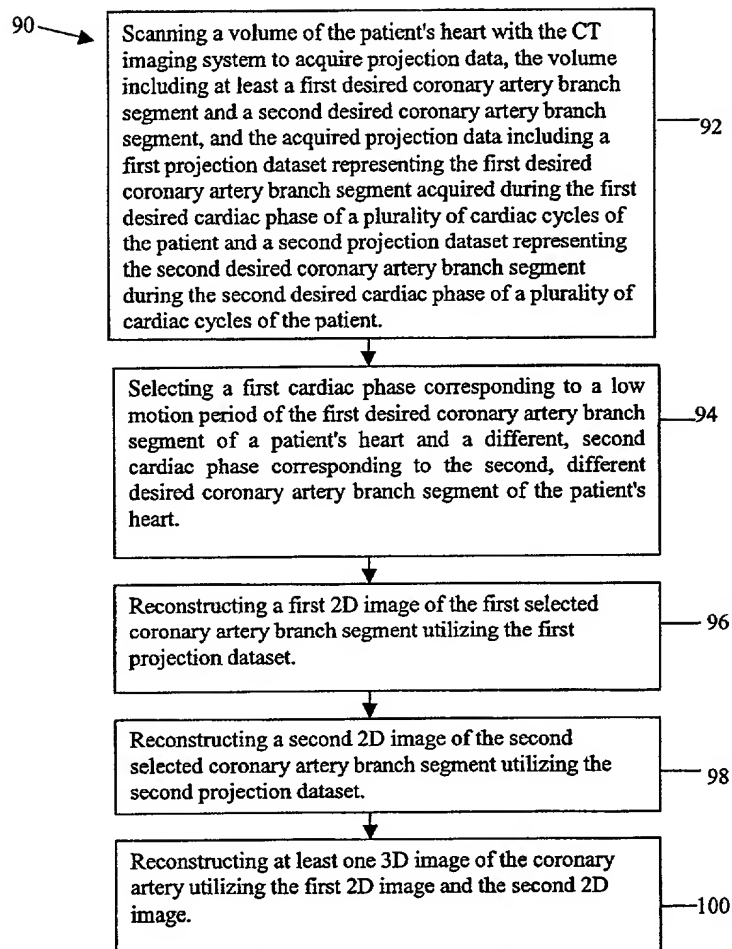 90
Scanning a volume of the patient's heart with the CT
imaging system to acquire projection data, the volume
including at least a first desired coronary artery branch
segment and a second desired coronary artery branch
segment, and the acquired projection data including a
first projection dataset representing the first desired
coronary artery branch segment acquired during the first
desired cardiac phase of a plurality of cardiac cycles of
the patient and a second projection dataset representing
the second desired coronary artery branch segment
during the second desired cardiac phase of a plurality of
cardiac cycles of the patient.
92
Selecting a first cardiac phase corresponding to a low
motion period of the first desired coronary artery branch
segment of a patient's heart and a different, second
cardiac phase corresponding to the second, different
desired coronary artery branch segment of the patient's
heart.
94
Reconstructing a first 2D image of the first selected
coronary artery branch segment utilizing the first
projection dataset.
96
Reconstructing a second 2D image of the second
selected coronary artery branch segment utilizing the
second projection dataset.
98
Reconstructing at least one 3D image of the coronary
artery utilizing the first 2D image and the second 2D
image.
100